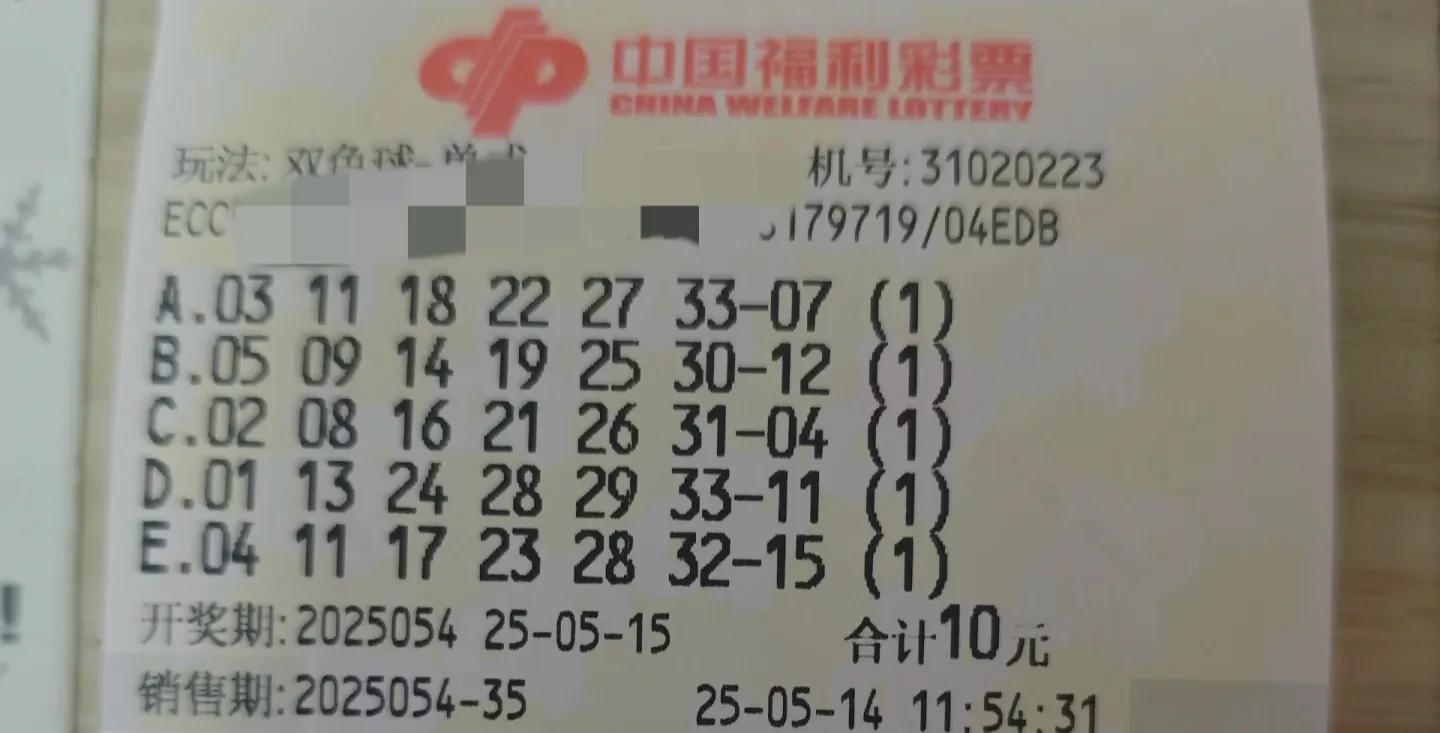 中国福利彩票
CHINA WELFARE LOTTERY
玩法: 双色球-单式 机号:31020223
ECC 179719/04EDB
A.03 11 18 22 27 33-07 (1)
B.05 09 14 19 25 30-12 (1)
C.02 08 16 21 26 31-04 (1)
D.01 13 24 28 29 33-11 (1)
E.04 11 17 23 28 32-15 (1)
开奖期:2025054 25-05-15 合计10元
销售期:2025054-35 25-05-14 11:54:31
!